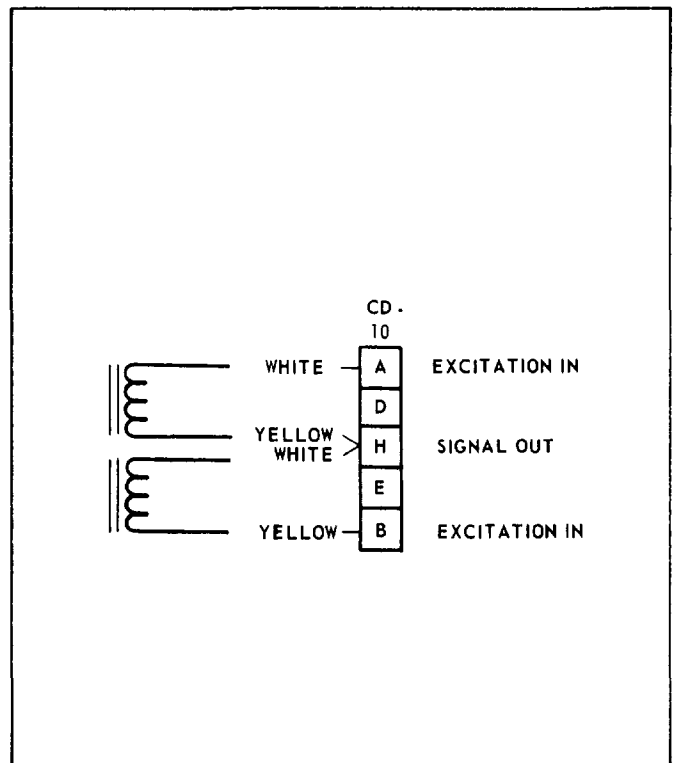 CD-
10
WHITE A EXCITATION IN
D
YELLOW
WHITE H SIGNAL OUT
E
YELLOW B EXCITATION IN